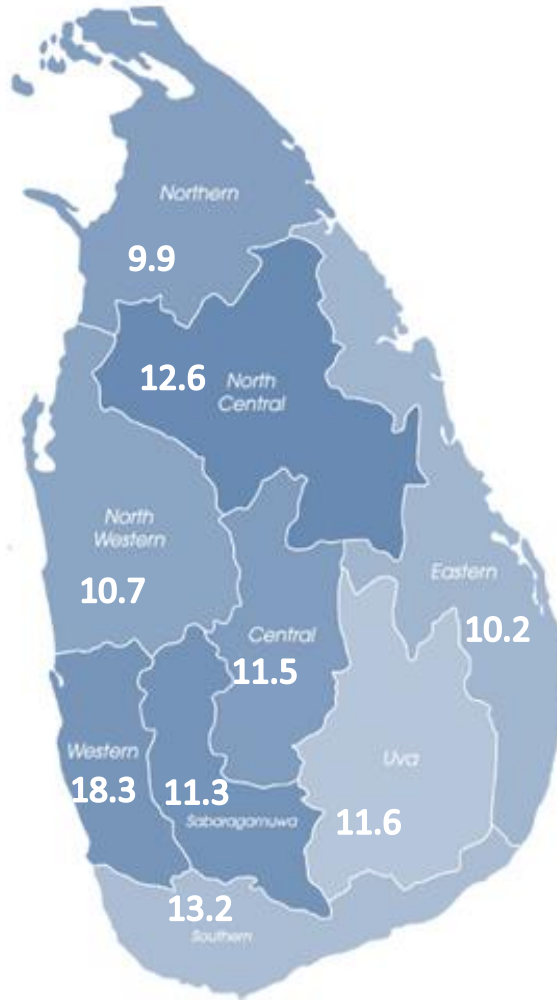 Northern
9.9
12.6
North
Central
North
Western
10.7
Eastern
10.2
Central
11.5
Western
18.3
11.3
Sabaragamuwa
Uva
11.6
13.2
Southern